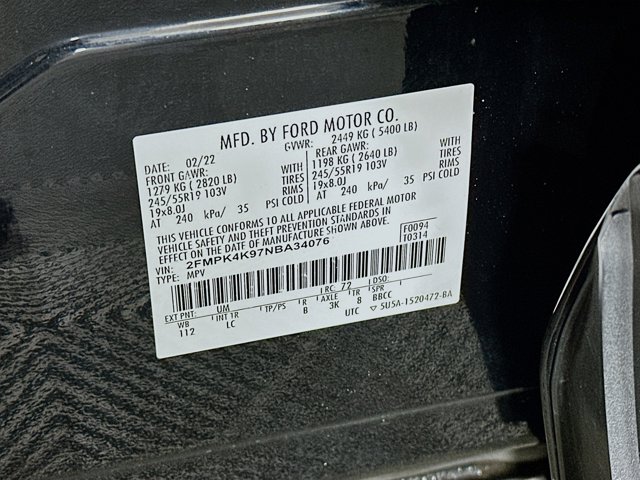 MFD. BY FORD MOTOR CO.
DATE: 02/22 GVWR: 2449 KG ( 5400 LB)
FRONT GAWR: REAR GAWR:
1279 KG ( 2820 LB) WITH 1198 KG ( 2640 LB) WITH
245/55R19 103V TIRES 245/55R19 103V TIRES
19x8.0J RIMS 19x8.0J RIMS
AT 240 kPa/ 35 PSI COLD AT 240 kPa/ 35 PSI COLD
THIS VEHICLE CONFORMS TO ALL APPLICABLE FEDERAL MOTOR
VEHICLE SAFETY AND THEFT PREVENTION STANDARDS IN
EFFECT ON THE DATE OF MANUFACTURE SHOWN ABOVE.
VIN: 2FMPK4K97NBA34076 F0094
TYPE: MPV T0314
EXT PNT: UM RC: 72 DSO:
WB INT TR TP/PS R AXLE TR SPR
112 LC B 3K 8 BBCC
UTC ▽ 5U5A-1520472-BA